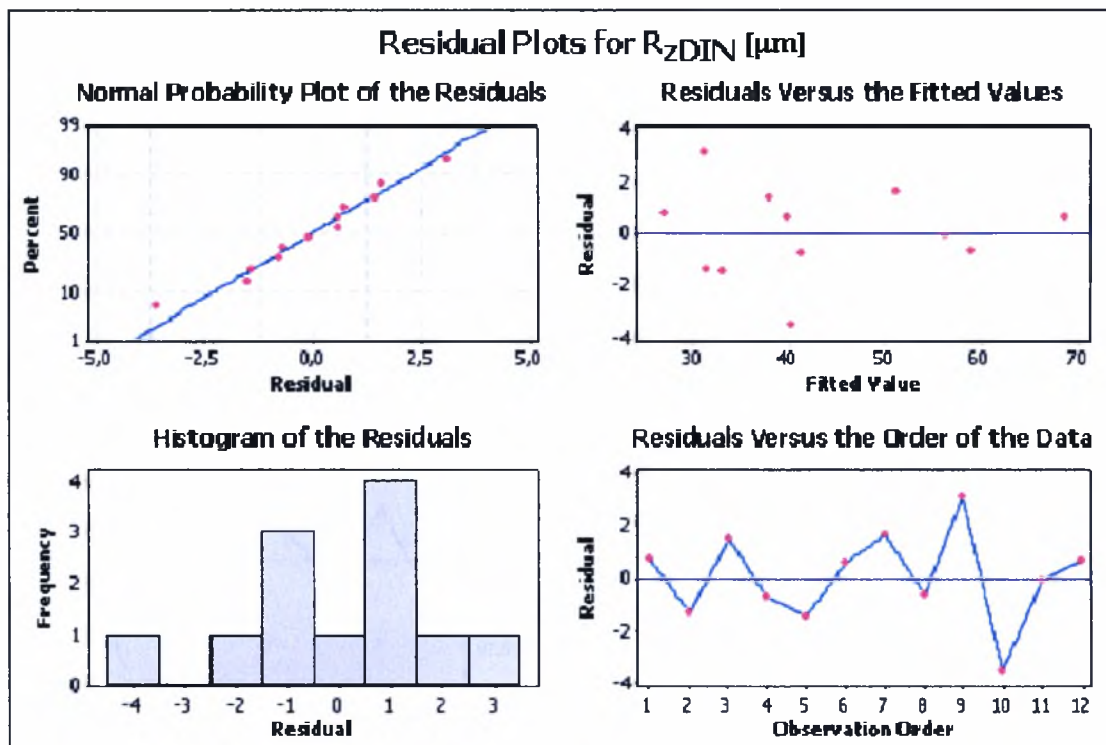 Residual Plots for RzDIN [µm]
Normal Probability Plot of the Residuals
99
90
50
10
1
Percent
-5,0 -2,5 0,0 2,5 5,0
Residual
Residuals Versus the Fitted Values
4
2
0
-2
-4
Residual
30 40 50 60 70
Fitted Value
Histogram of the Residuals
4
3
2
1
0
Frequency
-4 -3 -2 -1 0 1 2 3
Residual
Residuals Versus the Order of the Data
4
2
0
-2
-4
Residual
1 2 3 4 5 6 7 8 9 10 11 12
Observation Order